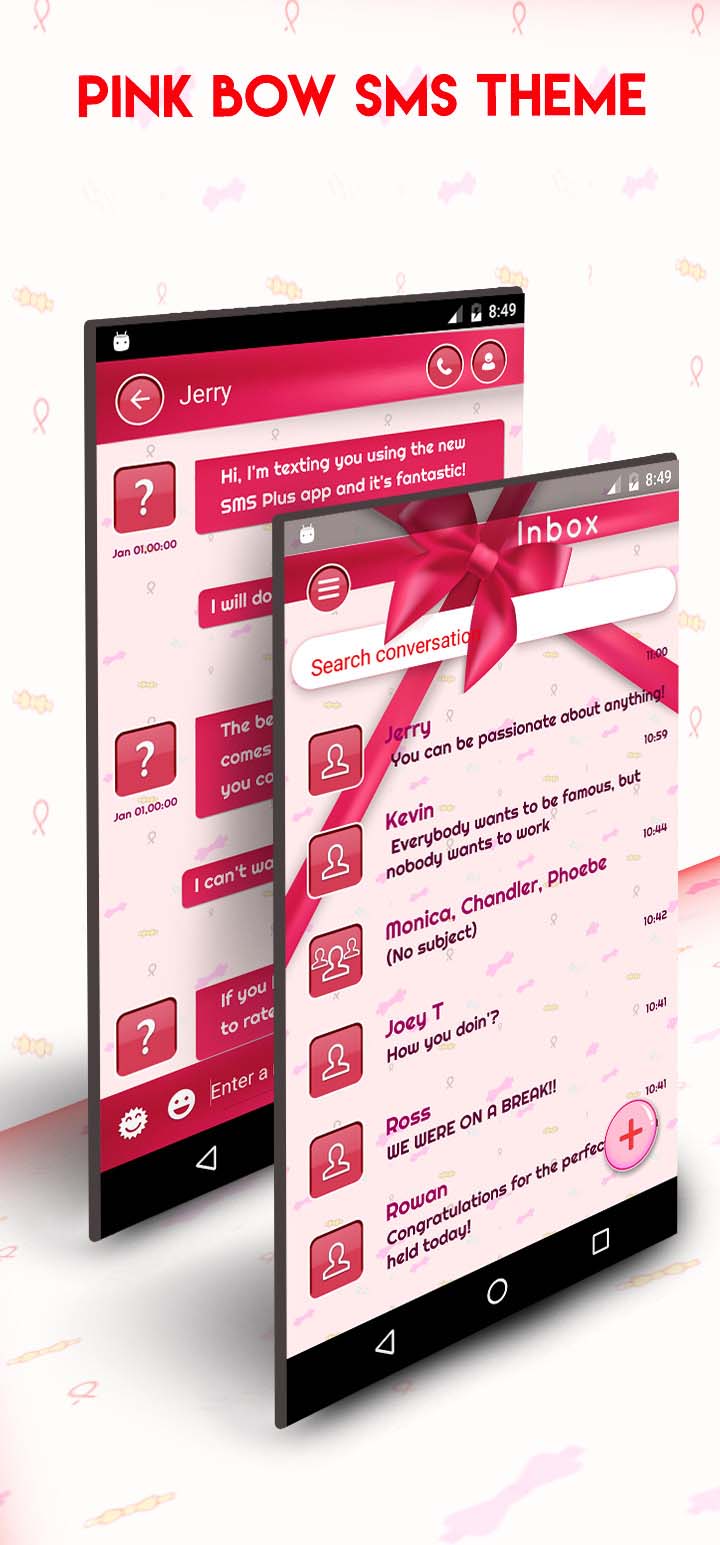 PINK BOW SMS THEME
8:49
Jerry
Hi, I'm texting you using the new
SMS Plus app and it's fantastic!
Jan 01,00:00
I will do
The be
comes
you co
Jan 01,00:00
I can't wa
If you
to rate
Enter a
8:49
Inbox
Search conversation
11:00
Jerry
You can be passionate about anything!
10:59
Kevin
Everybody wants to be famous, but
nobody wants to work
10:44
Monica, Chandler, Phoebe
(No subject)
10:42
Joey T
How you doin'?
10:41
Ross
WE WERE ON A BREAK!!
10:41
Rowan
Congratulations for the perfec
held today!